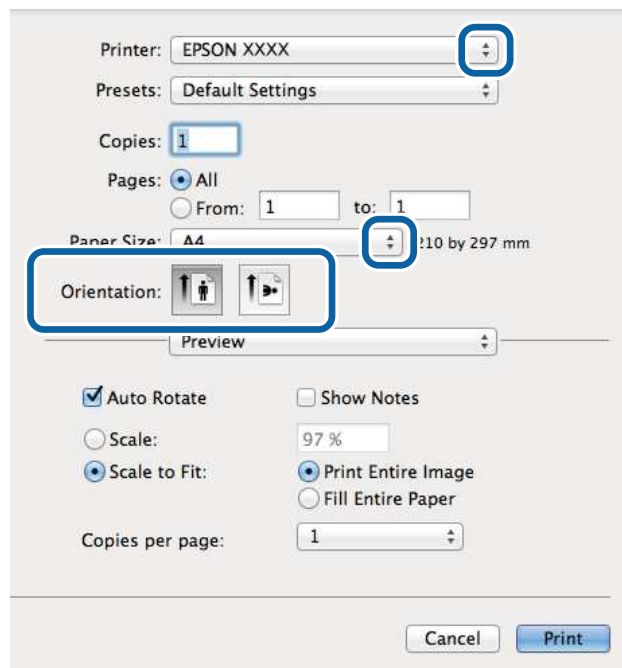 Printer: EPSON XXXX
Presets: Default Settings
Copies: 1
Pages: All
From: 1 to: 1
Paper Size: A4 210 by 297 mm
Orientation:
Preview
Auto Rotate Show Notes
Scale: 97 %
Scale to Fit: Print Entire Image
Fill Entire Paper
Copies per page: 1
Cancel Print